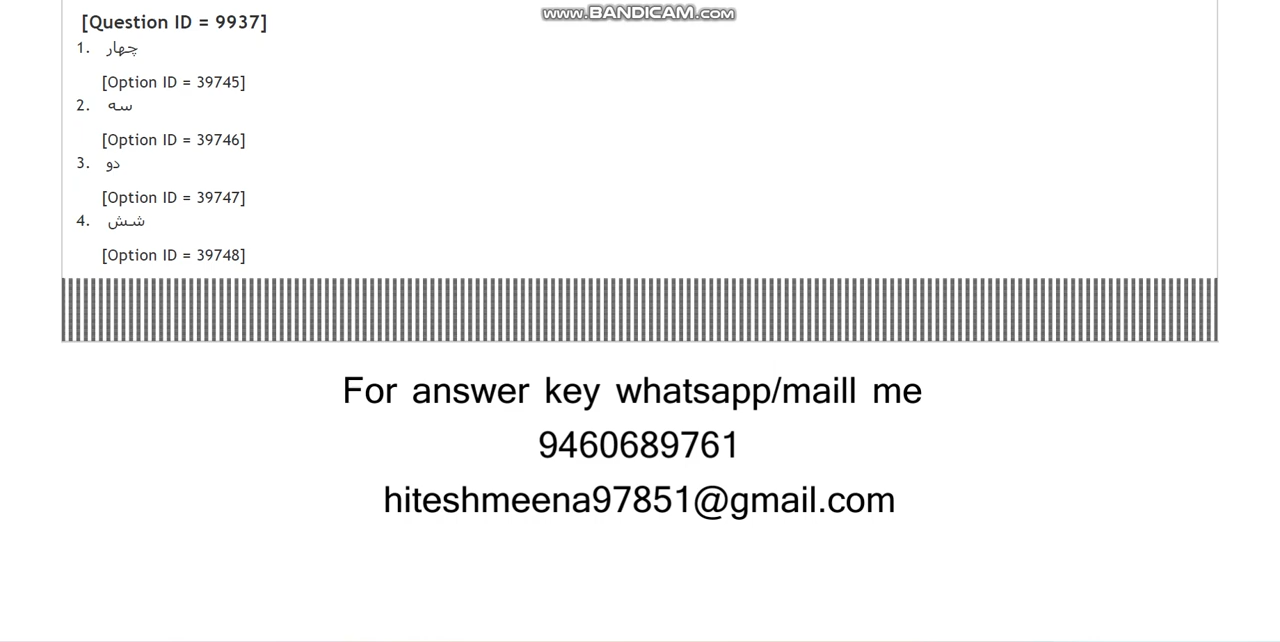 www.BANDICAM.com
[Question ID = 9937]
1. چهار
[Option ID = 39745]
2. سه
[Option ID = 39746]
3. دو
[Option ID = 39747]
4. شش
[Option ID = 39748]
For answer key whatsapp/maill me
9460689761
hiteshmeena97851@gmail.com